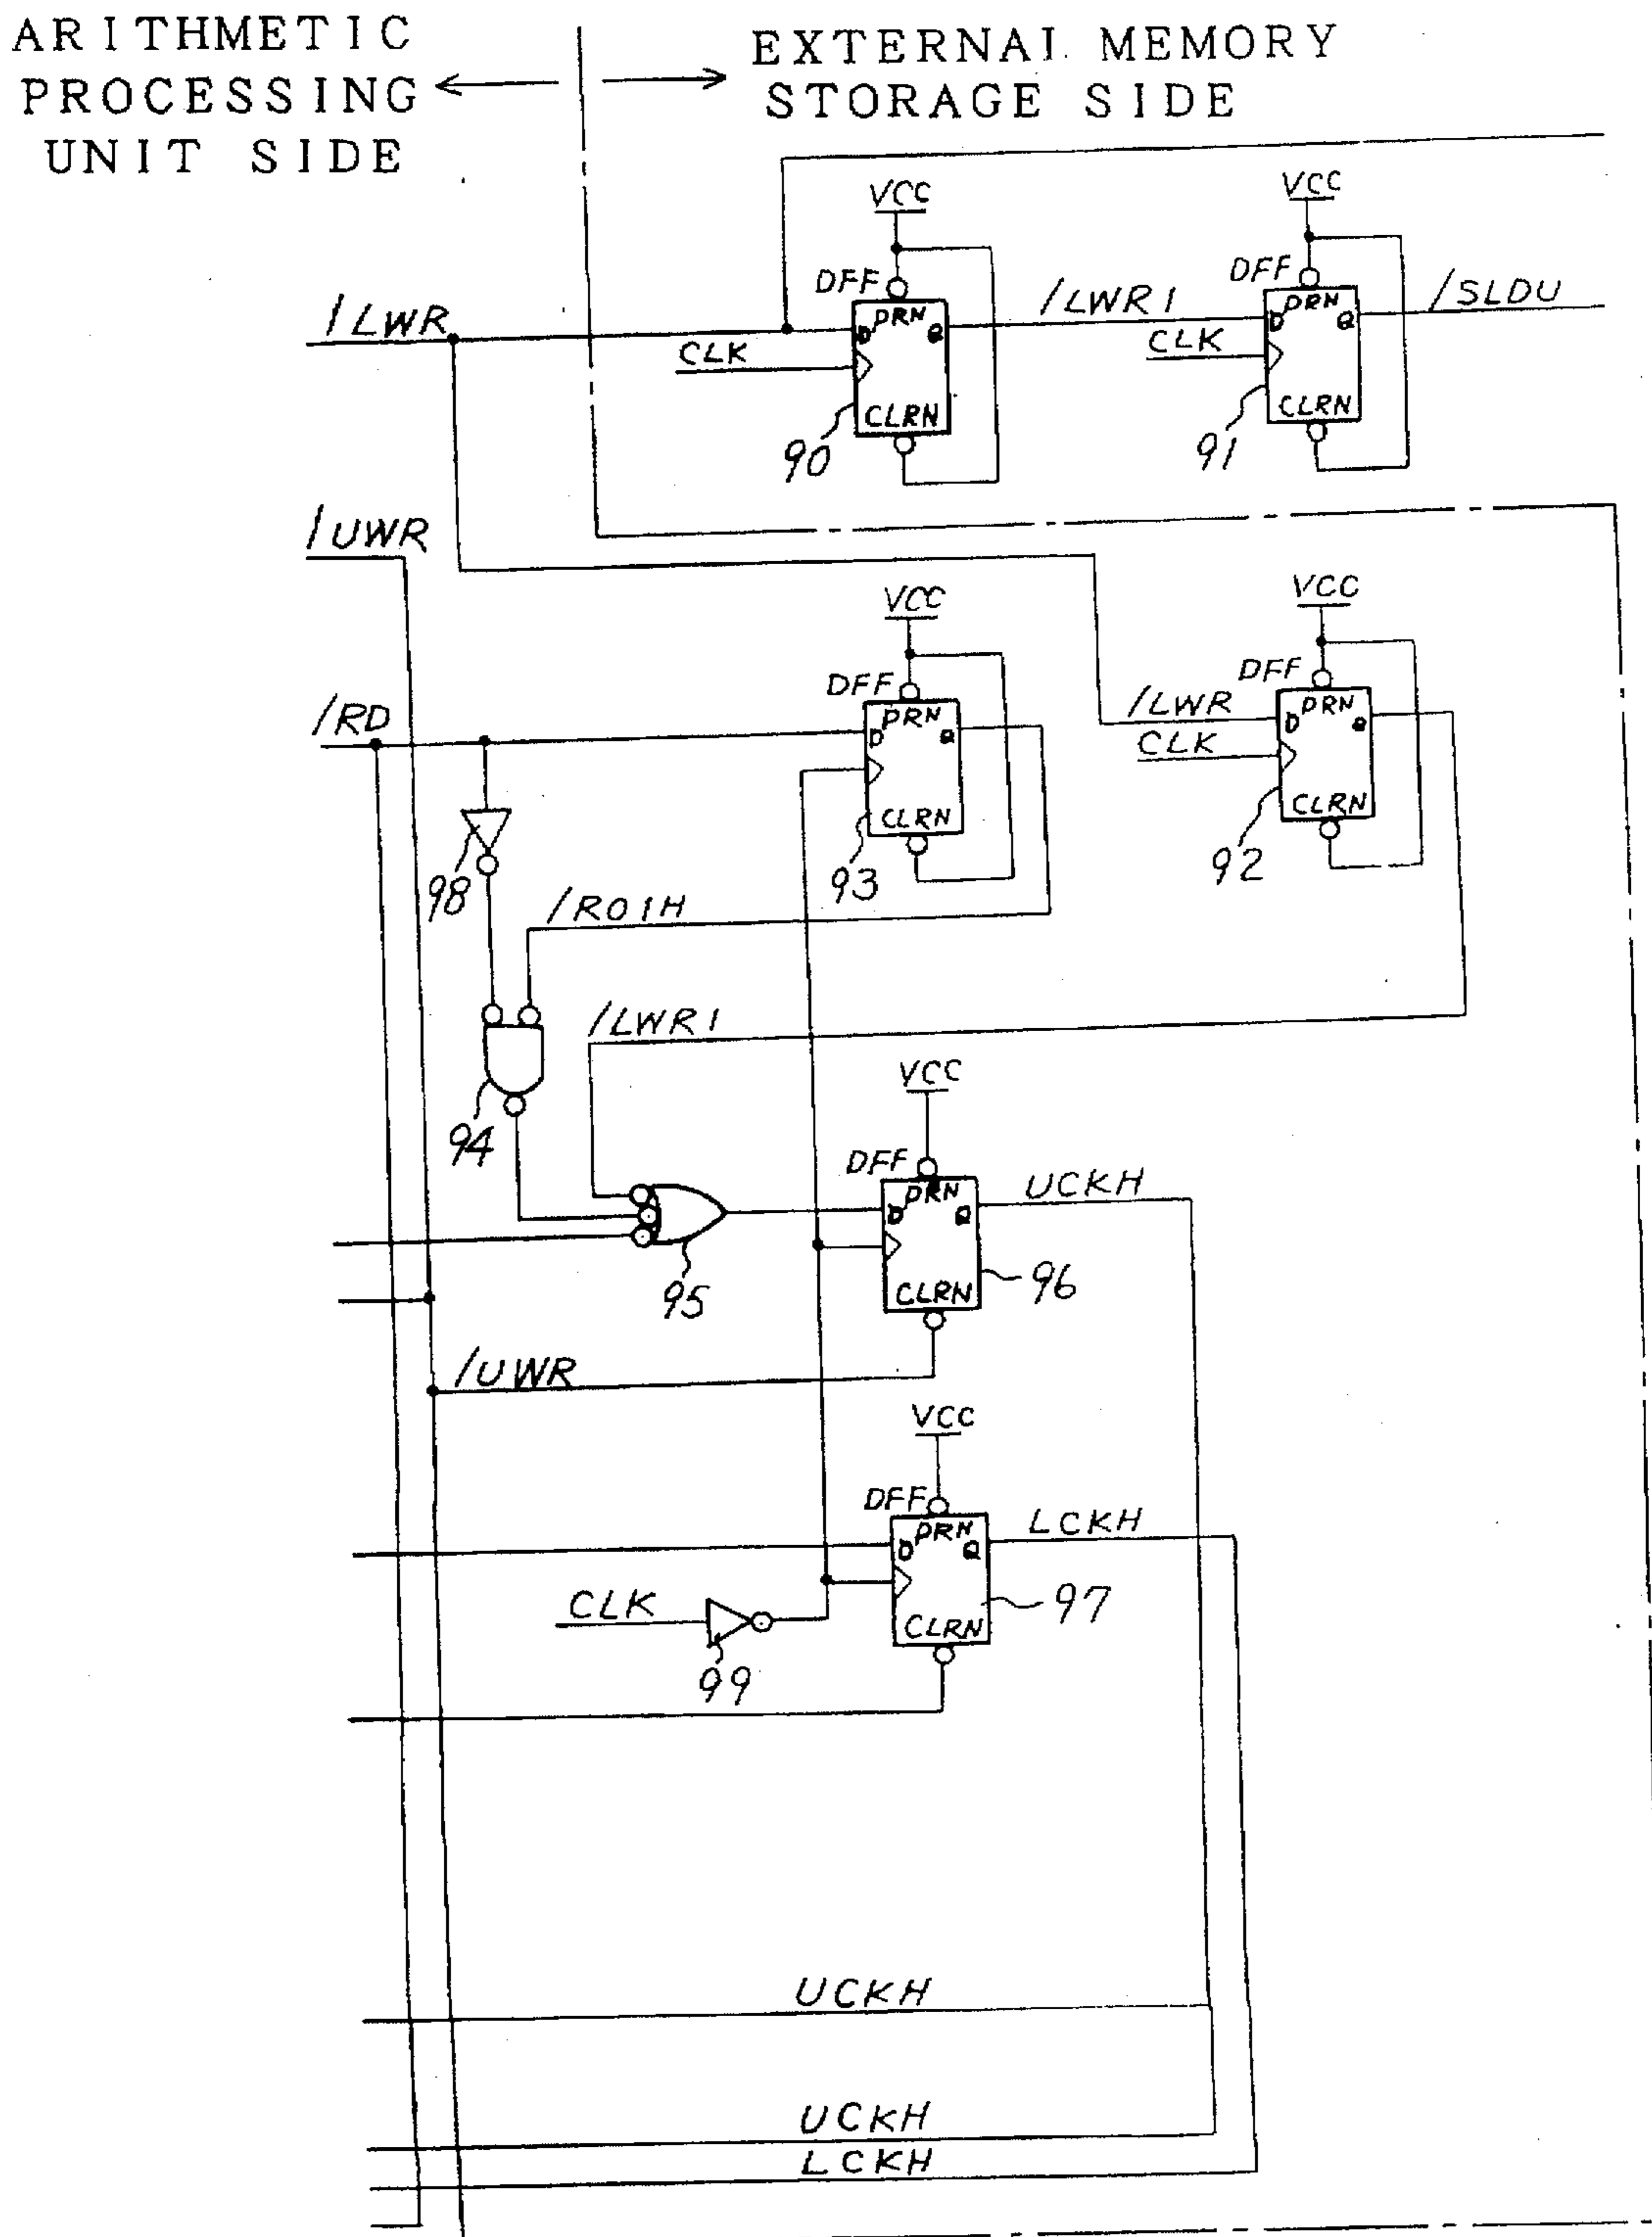 ARITHMETIC
PROCESSING
UNIT SIDE
EXTERNAL MEMORY
STORAGE SIDE
VCC
VCC
DFF
DFF
/LWR
PRN
D
Q
/LWR1
PRN
D
Q
/SLDU
CLK
CLK
CLRN
CLRN
90
91
/UWR
VCC
VCC
DFF
DFF
/RD
PRN
D
Q
/LWR
PRN
D
Q
CLK
CLRN
CLRN
98
93
92
/RO1H
/LWR1
VCC
94
DFF
PRN
D
Q
UCKH
95
CLRN
96
/UWR
VCC
DFF
PRN
D
Q
LCKH
CLK
CLRN
97
99
UCKH
UCKH
LCKH